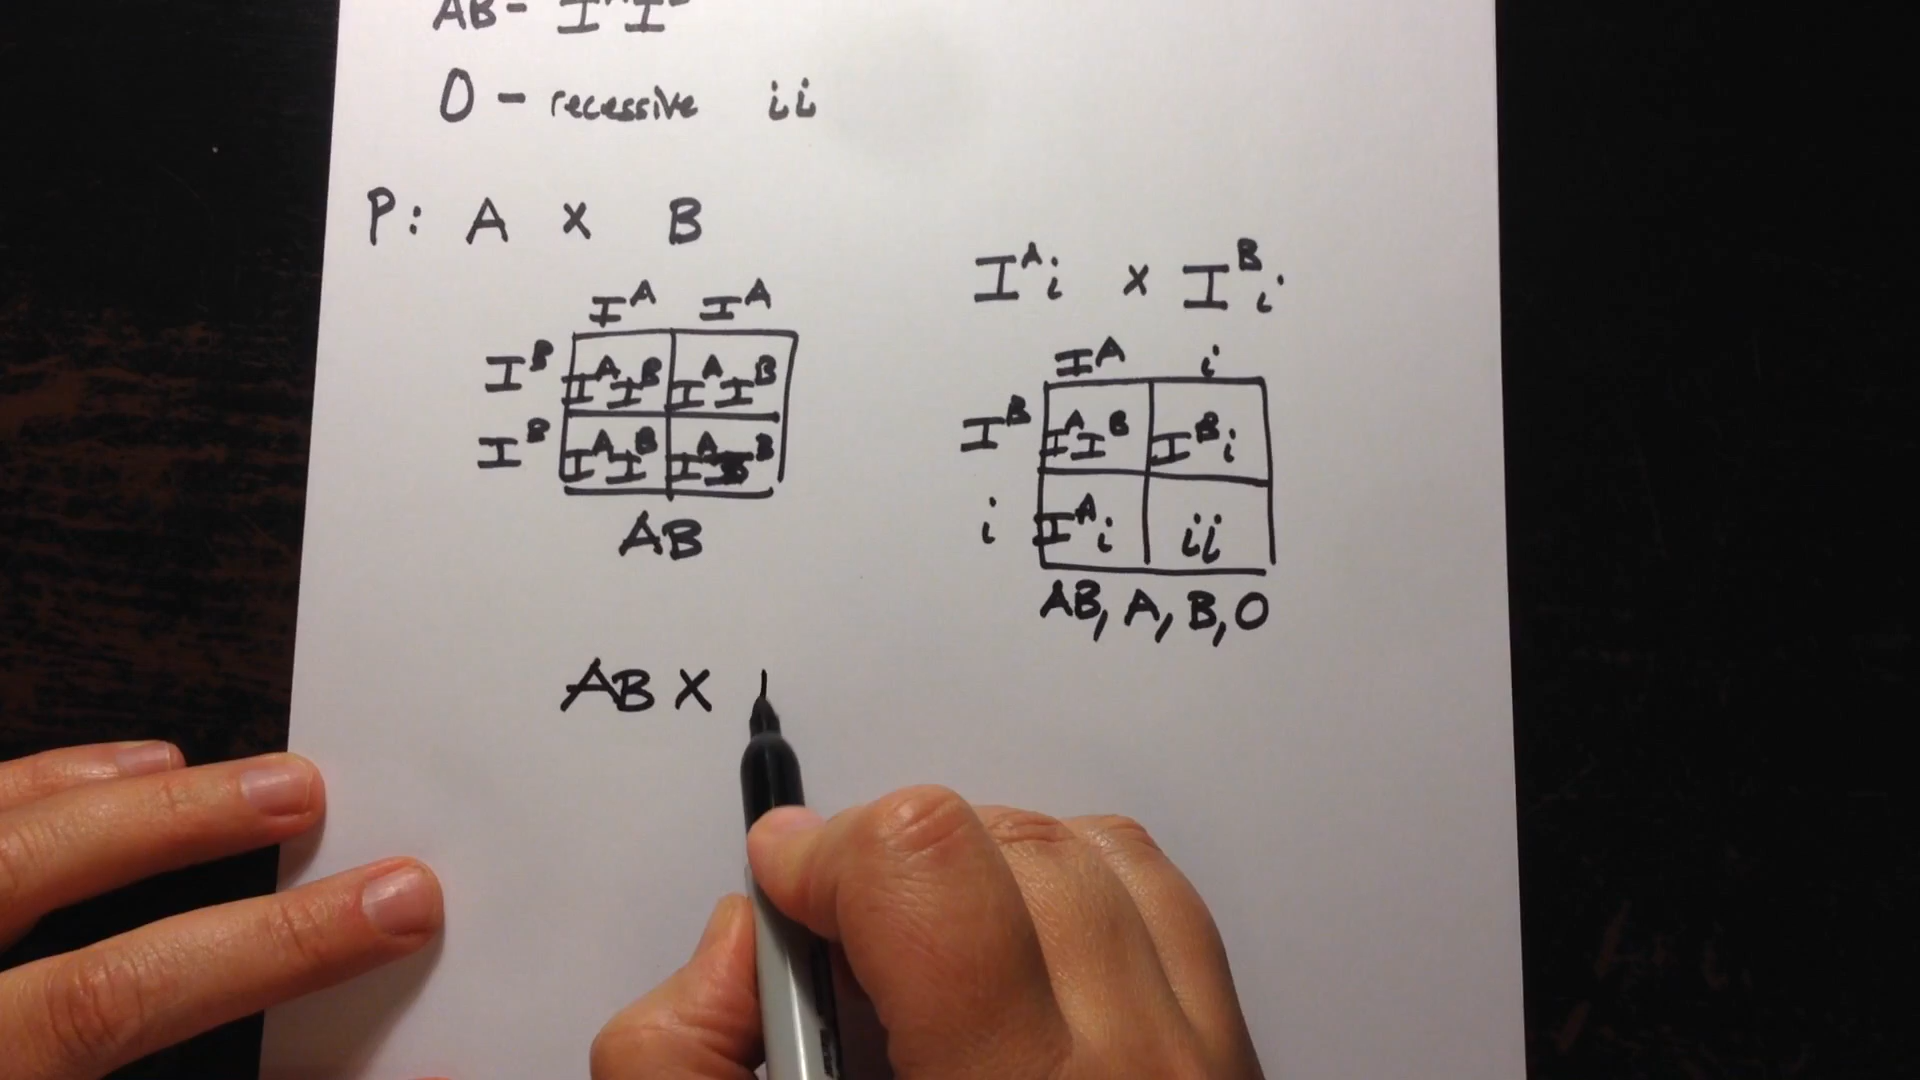 AB - IᴬIᴮ
O - recessive ii
P: A X B
Iᴬi X Iᴮi
Iᴬ Iᴬ
Iᴮ IᴬIᴮ IᴬIᴮ
Iᴮ IᴬIᴮ IᴬIᴮ
AB
Iᴬ i
Iᴮ IᴬIᴮ Iᴮi
i Iᴬi ii
AB, A, B, O
AB X